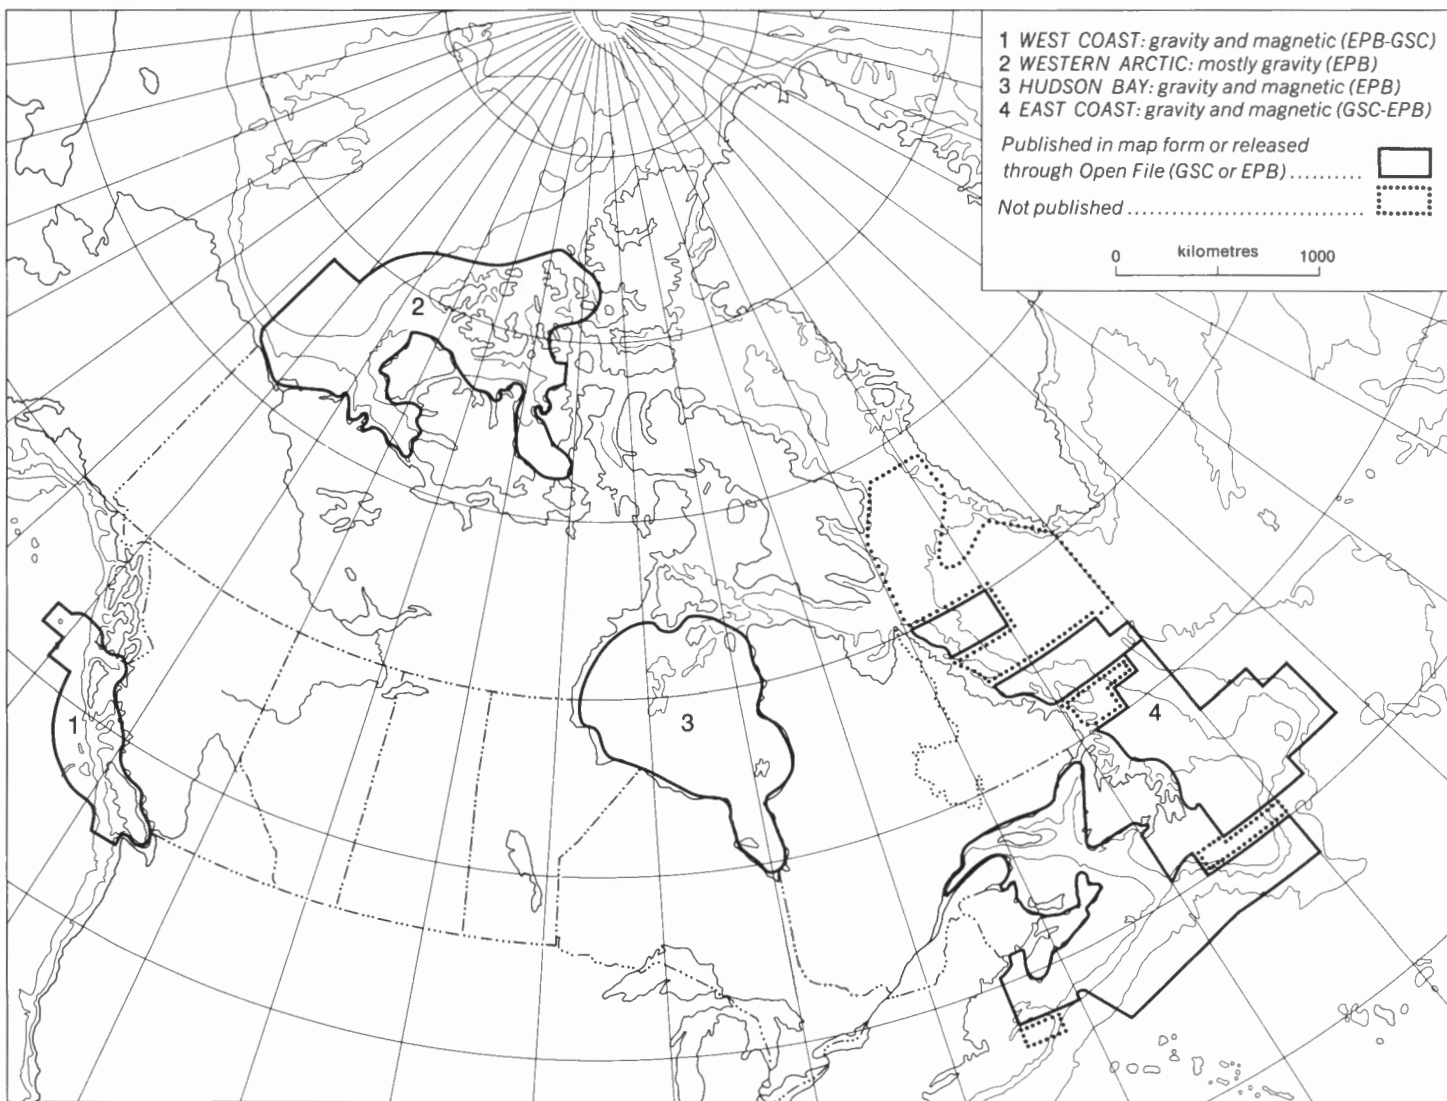 1 WEST COAST: gravity and magnetic (EPB-GSC)
2 WESTERN ARCTIC: mostly gravity (EPB)
3 HUDSON BAY: gravity and magnetic (EPB)
4 EAST COAST: gravity and magnetic (GSC-EPB)
Published in map form or released
through Open File (GSC or EPB) ..........
Not published ................................
kilometres
0 1000
2
1
3
4